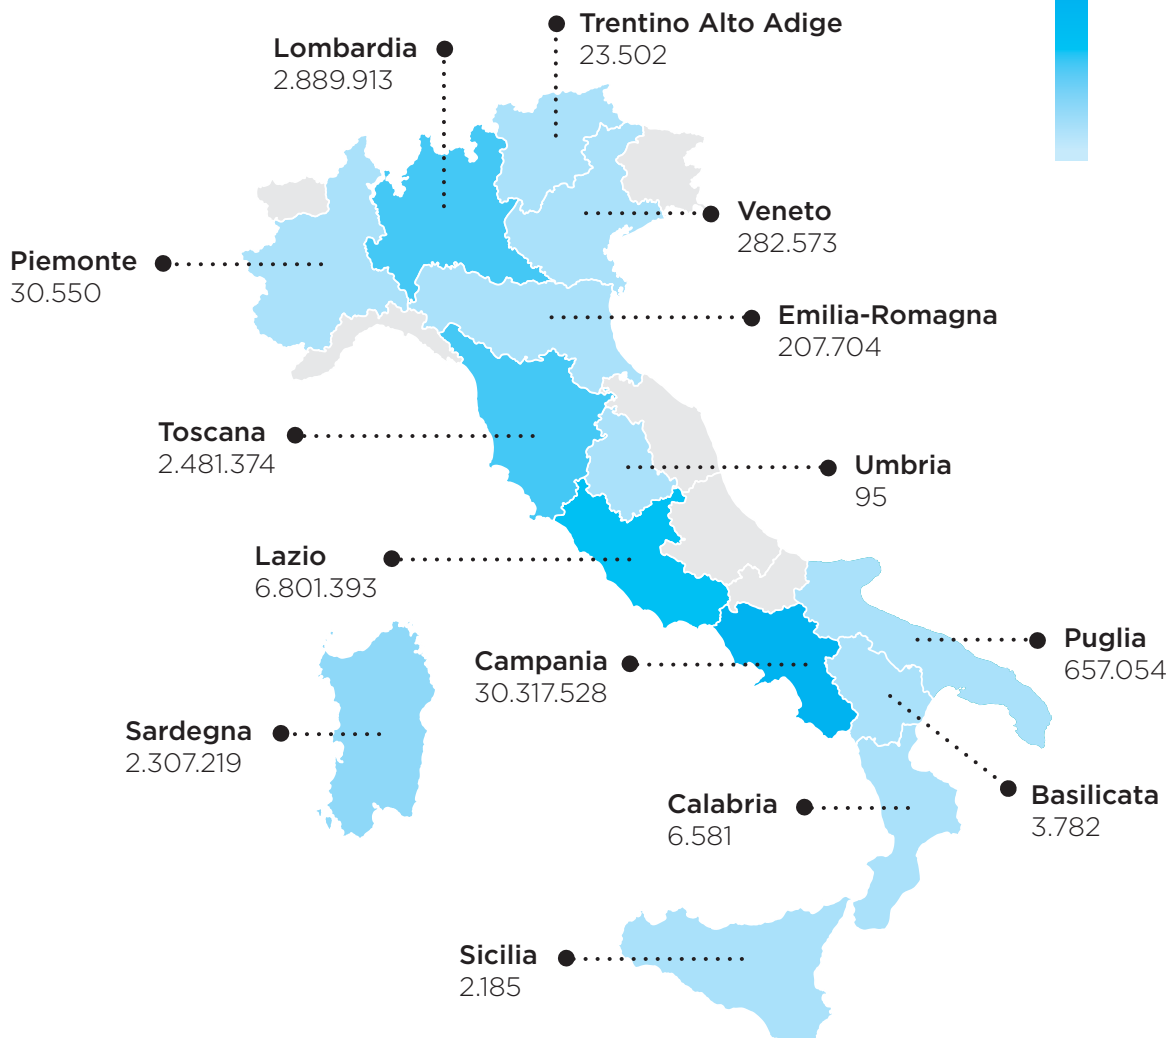 Trentino Alto Adige
23.502
Lombardia
2.889.913
Veneto
282.573
Piemonte
30.550
Emilia-Romagna
207.704
Toscana
2.481.374
Umbria
95
Lazio
6.801.393
Puglia
657.054
Campania
30.317.528
Sardegna
2.307.219
Basilicata
3.782
Calabria
6.581
Sicilia
2.185